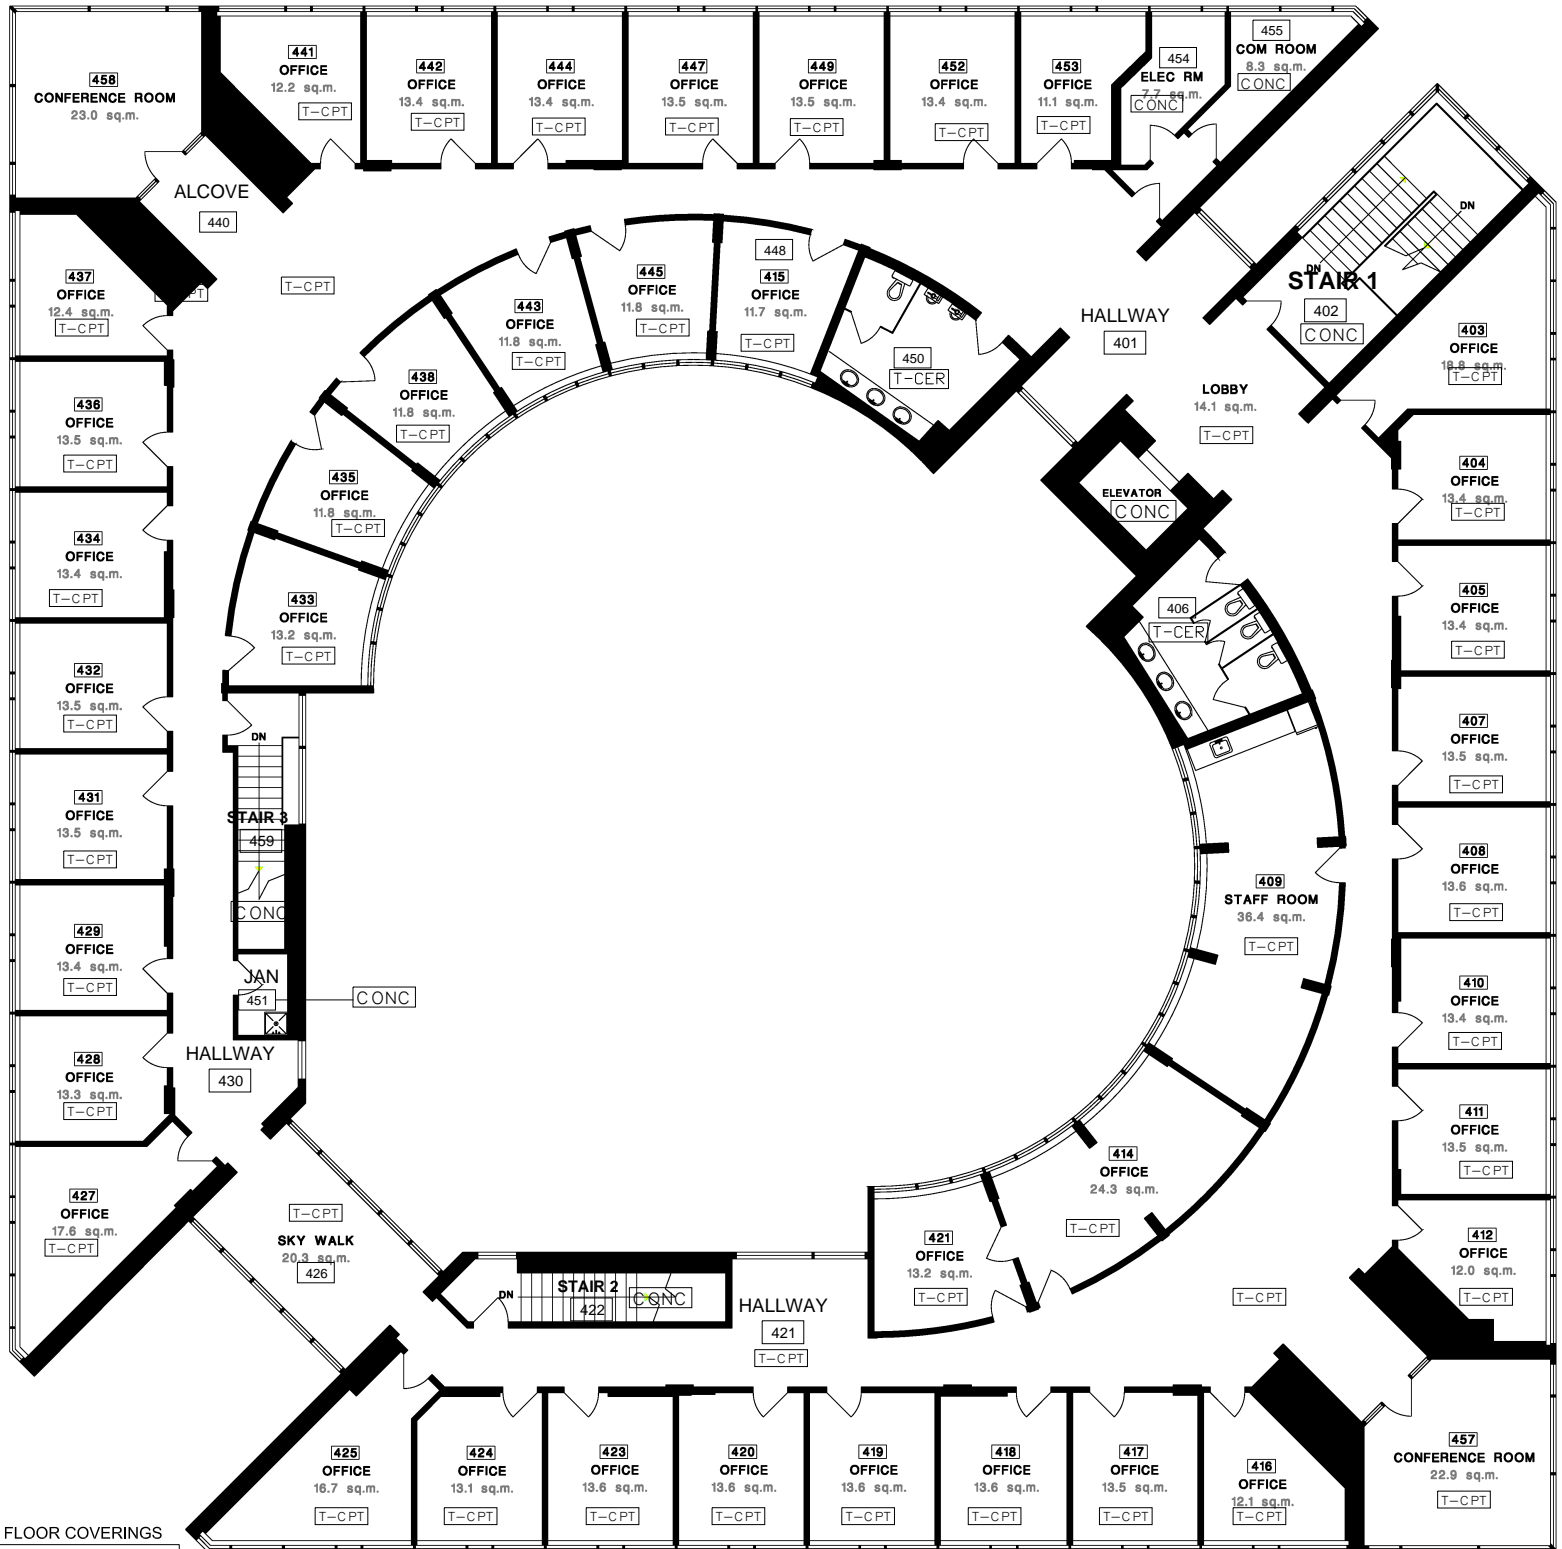 458
CONFERENCE ROOM
23.0 sq.m.
441
OFFICE
12.2 sq.m.
T-CPT
442
OFFICE
13.4 sq.m.
T-CPT
444
OFFICE
13.4 sq.m.
T-CPT
447
OFFICE
13.5 sq.m.
T-CPT
449
OFFICE
13.5 sq.m.
T-CPT
452
OFFICE
13.4 sq.m.
T-CPT
453
OFFICE
11.1 sq.m.
T-CPT
454
ELEC RM
7.7 sq.m.
CONC
455
COM ROOM
8.3 sq.m.
CONC
ALCOVE
440
T-CPT
437
OFFICE
12.4 sq.m.
T-CPT
443
OFFICE
11.8 sq.m.
T-CPT
445
OFFICE
11.8 sq.m.
T-CPT
448
415
OFFICE
11.7 sq.m.
T-CPT
450
T-CER
HALLWAY
401
DN
DN
STAIR 1
402
CONC
403
OFFICE
18.8 sq.m.
T-CPT
LOBBY
14.1 sq.m.
T-CPT
436
OFFICE
13.5 sq.m.
T-CPT
438
OFFICE
11.8 sq.m.
T-CPT
435
OFFICE
11.8 sq.m.
T-CPT
ELEVATOR
CONC
404
OFFICE
13.4 sq.m.
T-CPT
434
OFFICE
13.4 sq.m.
T-CPT
433
OFFICE
13.2 sq.m.
T-CPT
406
T-CER
405
OFFICE
13.4 sq.m.
T-CPT
432
OFFICE
13.5 sq.m.
T-CPT
407
OFFICE
13.5 sq.m.
T-CPT
431
OFFICE
13.5 sq.m.
T-CPT
DN
STAIR 3
459
CONC
409
STAFF ROOM
36.4 sq.m.
T-CPT
408
OFFICE
13.6 sq.m.
T-CPT
429
OFFICE
13.4 sq.m.
T-CPT
JAN
451
CONC
410
OFFICE
13.4 sq.m.
T-CPT
428
OFFICE
13.3 sq.m.
T-CPT
HALLWAY
430
411
OFFICE
13.5 sq.m.
T-CPT
427
OFFICE
17.6 sq.m.
T-CPT
T-CPT
SKY WALK
20.3 sq.m.
426
414
OFFICE
24.3 sq.m.
T-CPT
421
OFFICE
13.2 sq.m.
T-CPT
412
OFFICE
12.0 sq.m.
T-CPT
DN
STAIR 2
422
CONC
HALLWAY
421
T-CPT
T-CPT
425
OFFICE
16.7 sq.m.
T-CPT
424
OFFICE
13.1 sq.m.
T-CPT
423
OFFICE
13.6 sq.m.
T-CPT
420
OFFICE
13.6 sq.m.
T-CPT
419
OFFICE
13.6 sq.m.
T-CPT
418
OFFICE
13.6 sq.m.
T-CPT
417
OFFICE
13.5 sq.m.
T-CPT
416
OFFICE
12.1 sq.m.
T-CPT
457
CONFERENCE ROOM
22.9 sq.m.
T-CPT
FLOOR COVERINGS